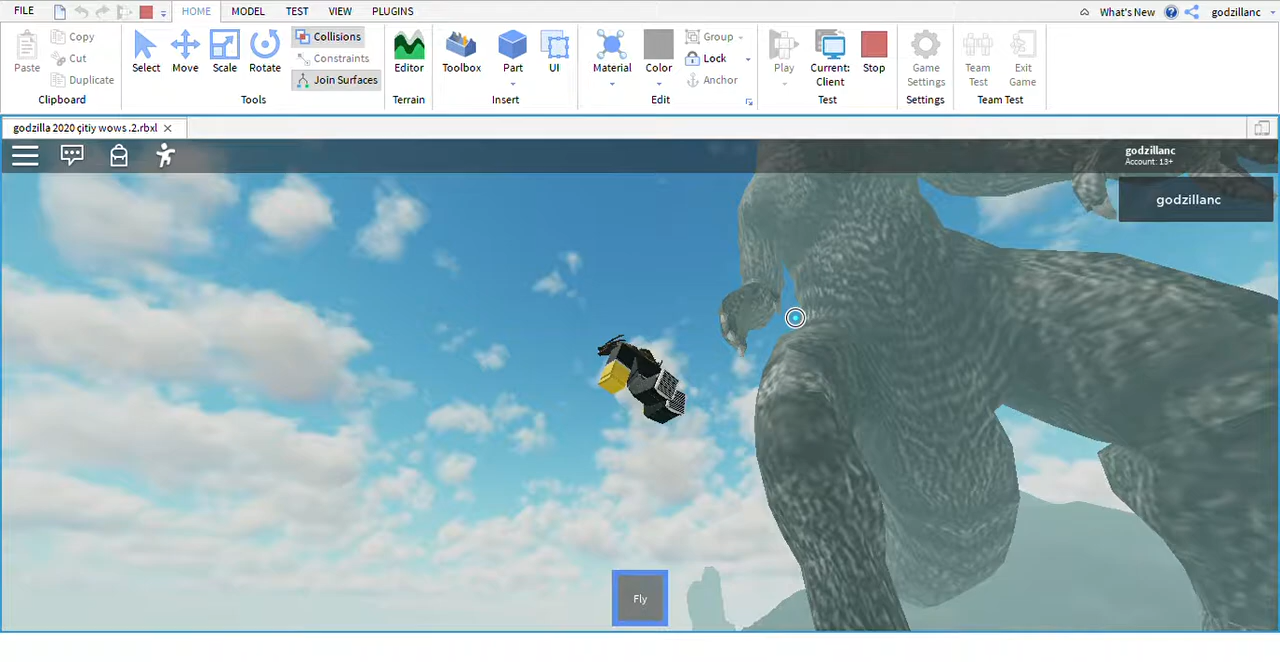 FILE
HOME
MODEL
TEST
VIEW
PLUGINS
What's New
godzillanc
Paste
Copy
Cut
Duplicate
Clipboard
Select
Move
Scale
Rotate
Collisions
Constraints
Join Surfaces
Tools
Editor
Terrain
Toolbox
Part
UI
Insert
Material
Color
Group
Lock
Anchor
Edit
Play
Current:
Client
Stop
Test
Game
Settings
Settings
Team
Test
Exit
Game
Team Test
godzilla 2020 çitiy wows .2.rbxl
godzillanc
Account: 13+
godzillanc
Fly